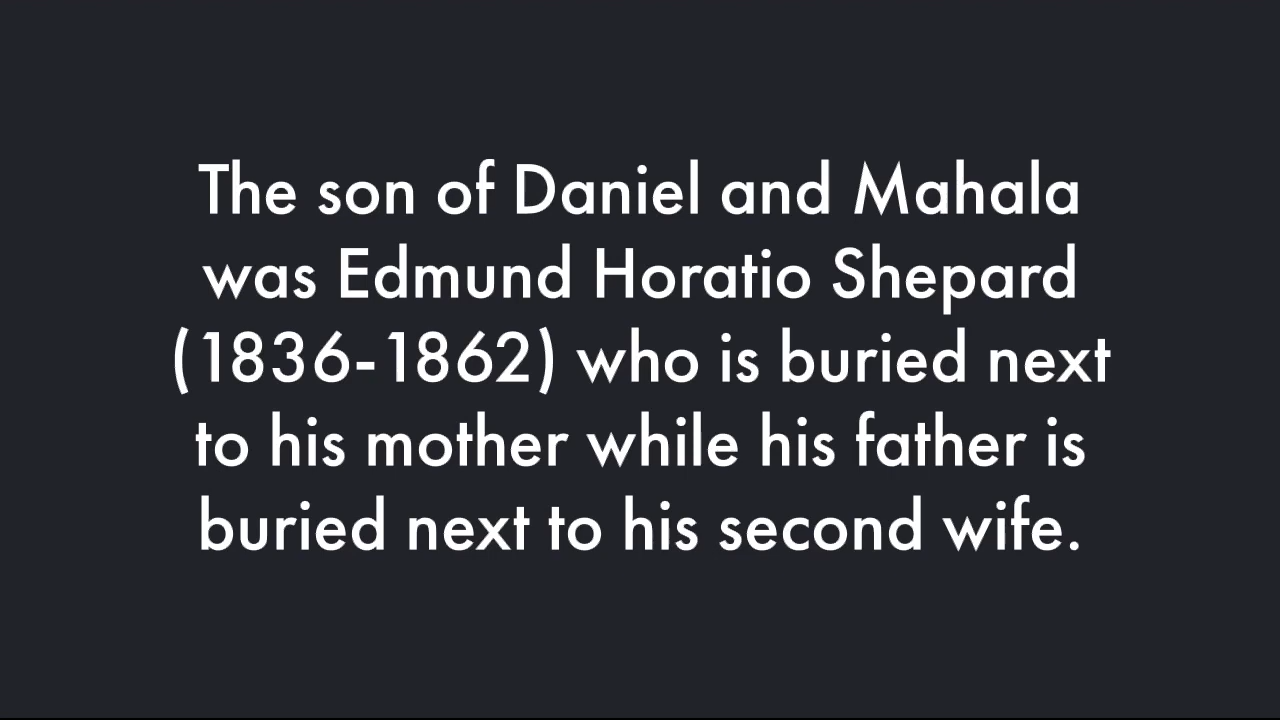 The son of Daniel and Mahala
was Edmund Horatio Shepard
(1836-1862) who is buried next
to his mother while his father is
buried next to his second wife.